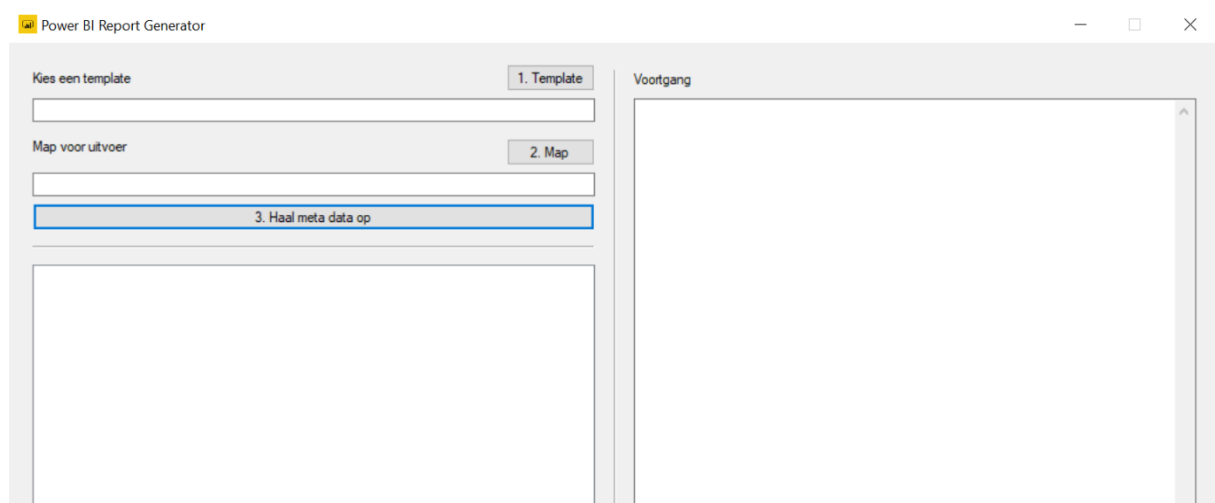 Power BI Report Generator
Kies een template
1. Template
Map voor uitvoer
2. Map
3. Haal meta data op
Voortgang